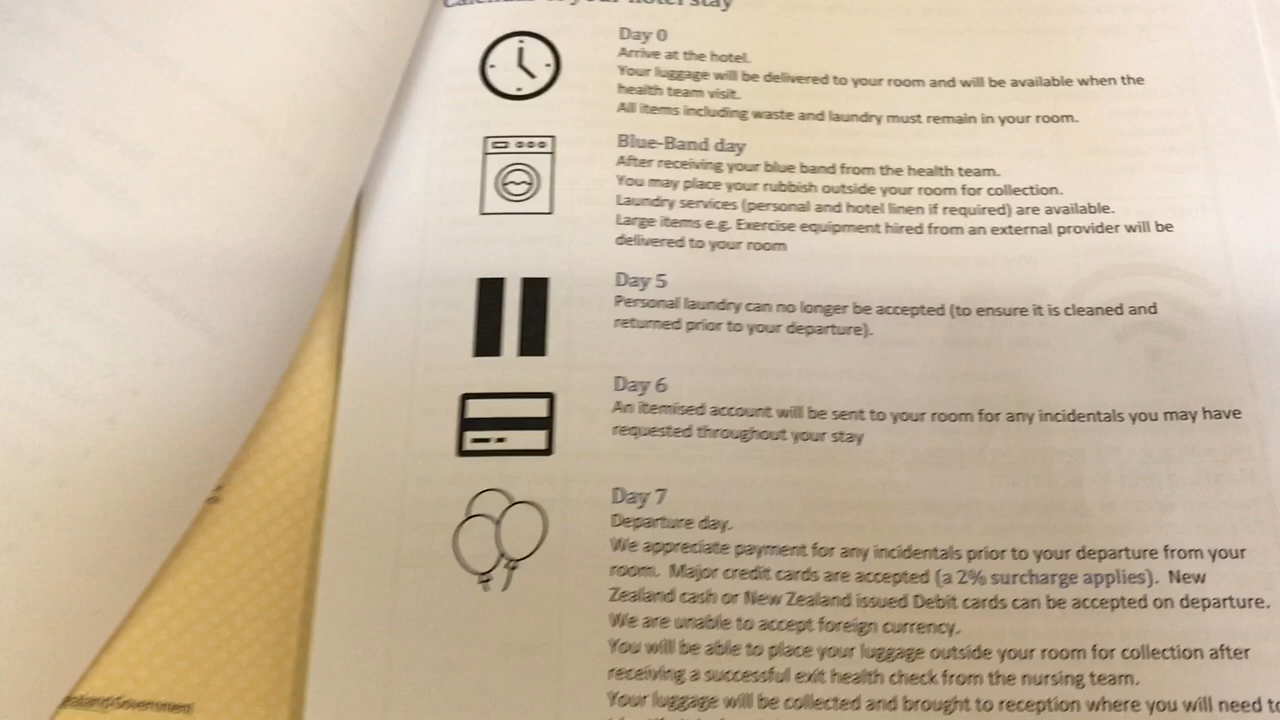 Calendar of your hotel stay
Day 0
Arrive at the hotel.
Your luggage will be delivered to your room and will be available when the
health team visit.
All items including waste and laundry must remain in your room.
Blue-Band day
After receiving your blue band from the health team.
You may place your rubbish outside your room for collection.
Laundry services (personal and hotel linen if required) are available.
Large items e.g. Exercise equipment hired from an external provider will be
delivered to your room
Day 5
Personal laundry can no longer be accepted (to ensure it is cleaned and
returned prior to your departure).
Day 6
An itemised account will be sent to your room for any incidentals you may have
requested throughout your stay
Day 7
Departure day.
We appreciate payment for any incidentals prior to your departure from your
room. Major credit cards are accepted (a 2% surcharge applies). New
Zealand cash or New Zealand issued Debit cards can be accepted on departure.
We are unable to accept foreign currency.
You will be able to place your luggage outside your room for collection after
receiving a successful exit health check from the nursing team.
Your luggage will be collected and brought to reception where you will need to
ealand Government